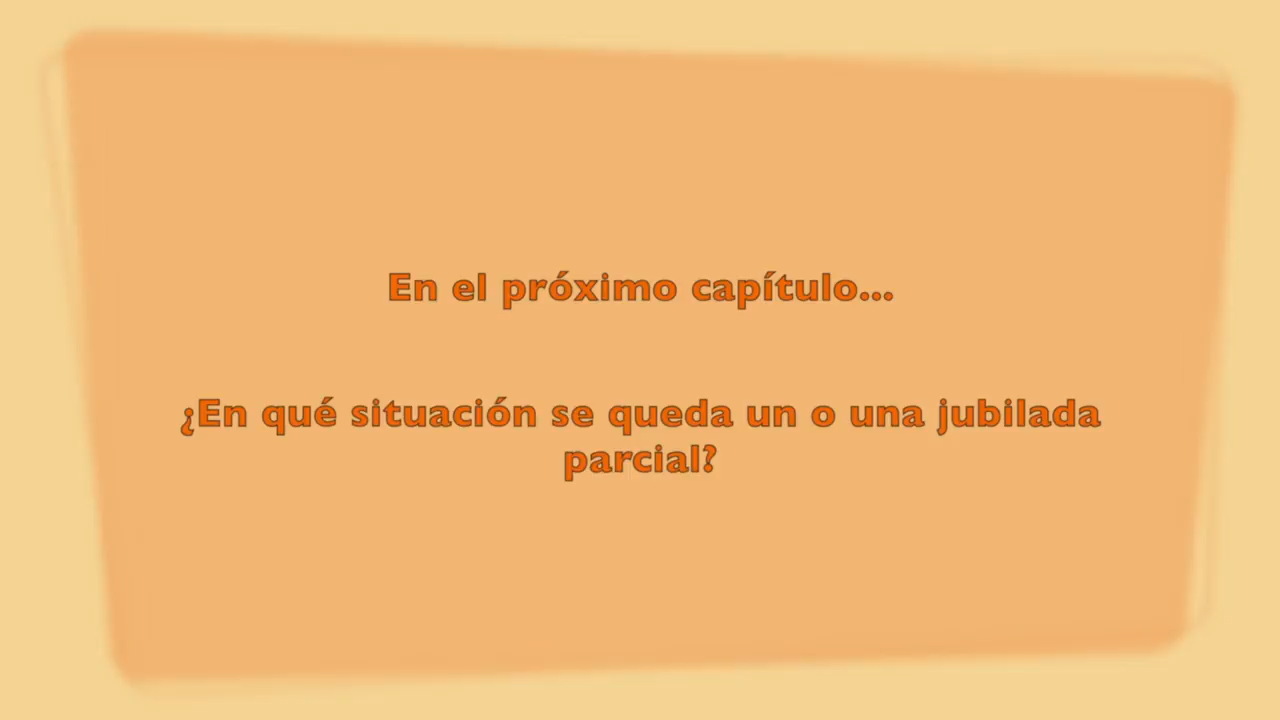 En el próximo capítulo...
¿En qué situación se queda un o una jubilada
parcial?